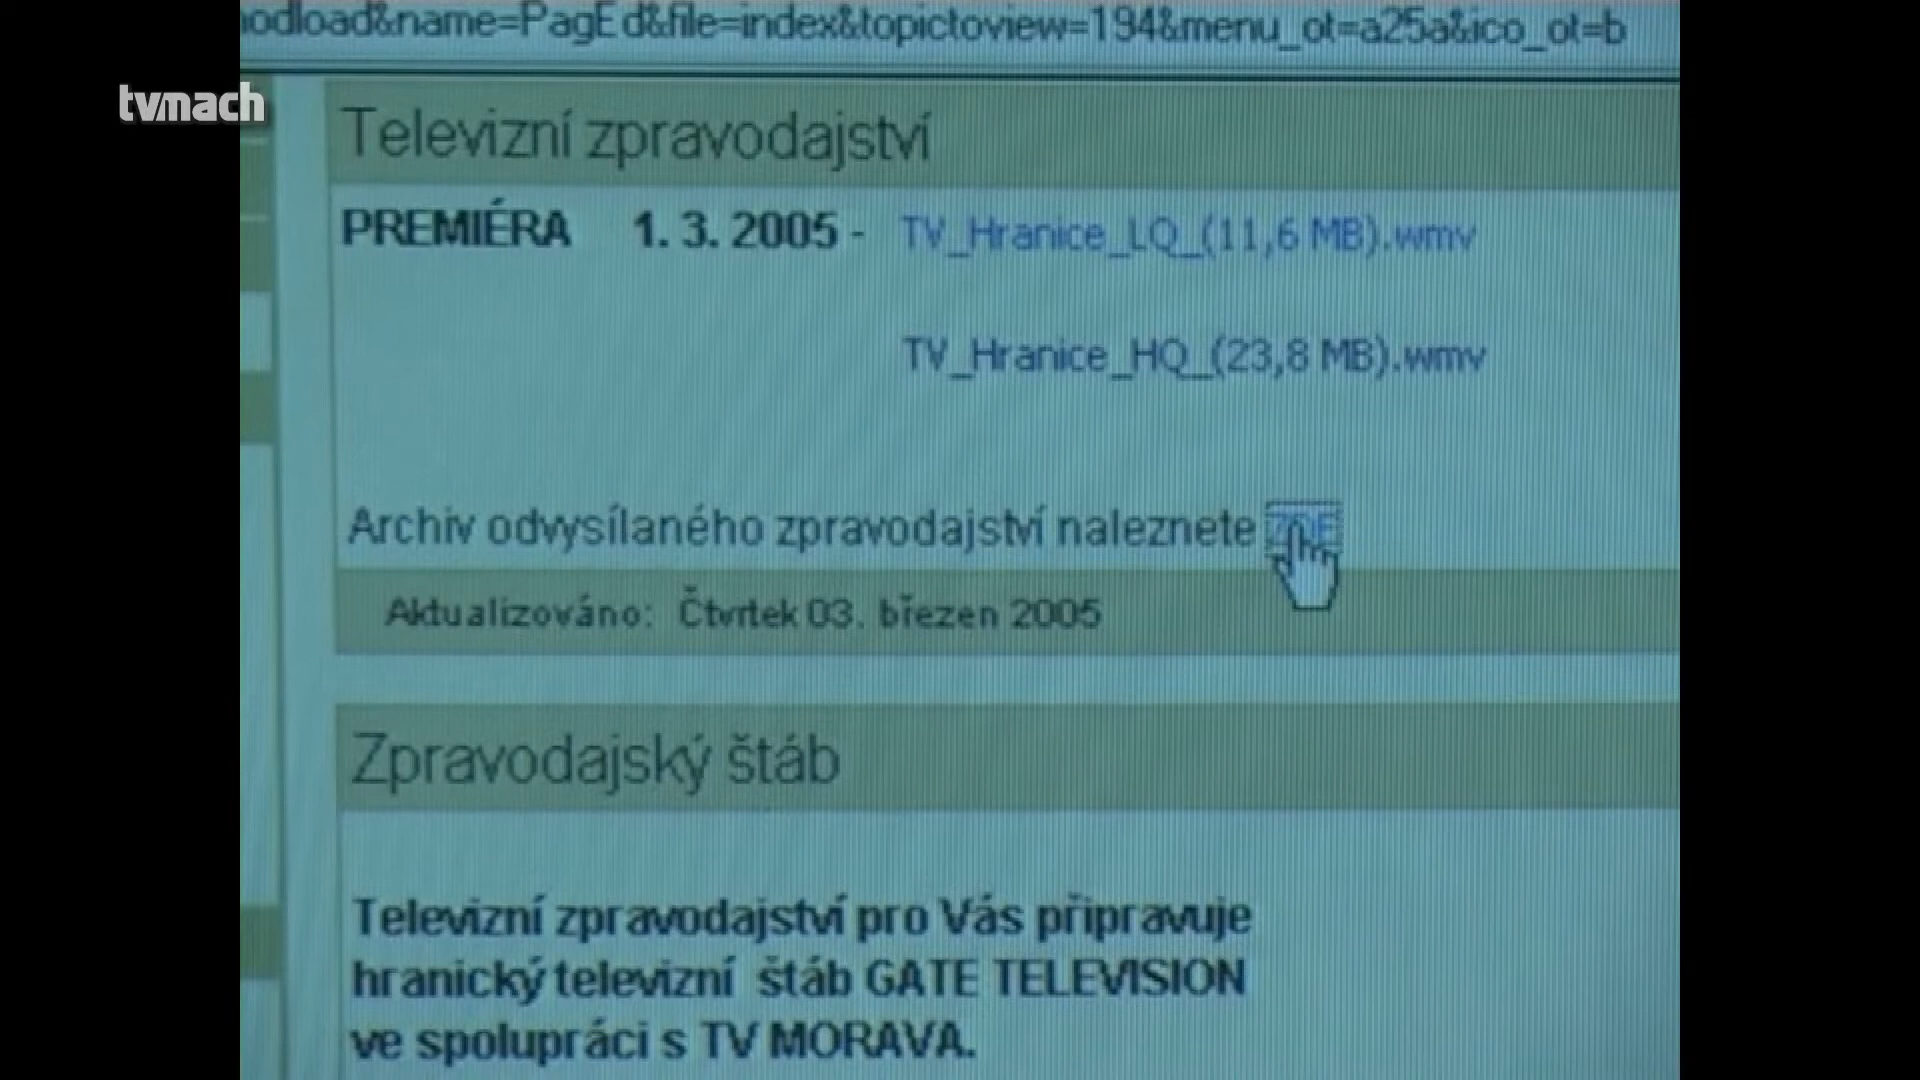 odload&name=PagEd&file=index&topictoview=194&menu_ot=a25a&ico_ot=b
tvmach
Televizní zpravodajství
PREMIÉRA 1. 3. 2005 - TV_Hranice_LQ_(11,6 MB).wmv
TV_Hranice_HQ_(23,8 MB).wmv
Archiv odvysílaného zpravodajství naleznete ZDE
Aktualizováno: Čtvrtek 03. březen 2005
Zpravodajský štáb
Televizní zpravodajství pro Vás připravuje
hranický televizní štáb GATE TELEVISION
ve spolupráci s TV MORAVA.